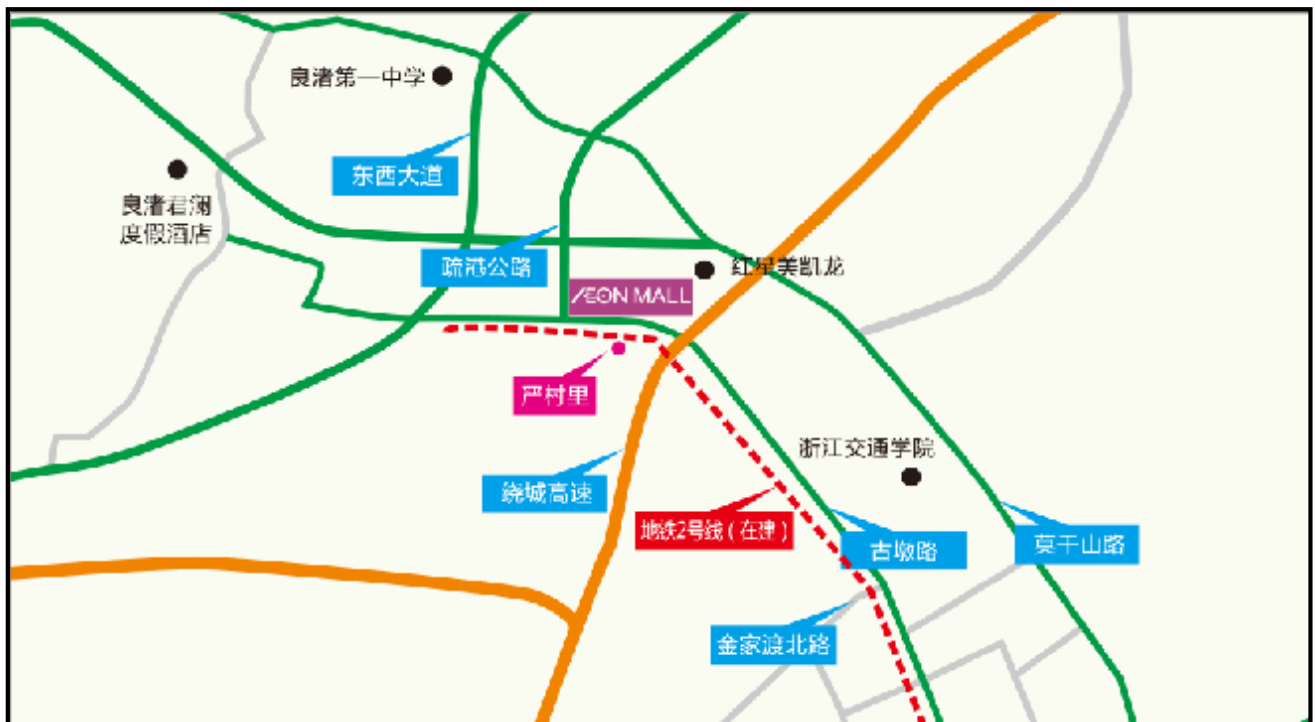 良渚第一中学
东西大道
良渚君澜
度假酒店
疏港公路
红星美凯龙
ÆON MALL
严村里
浙江交通学院
绕城高速
地铁2号线（在建）
古墩路
莫干山路
金家渡北路